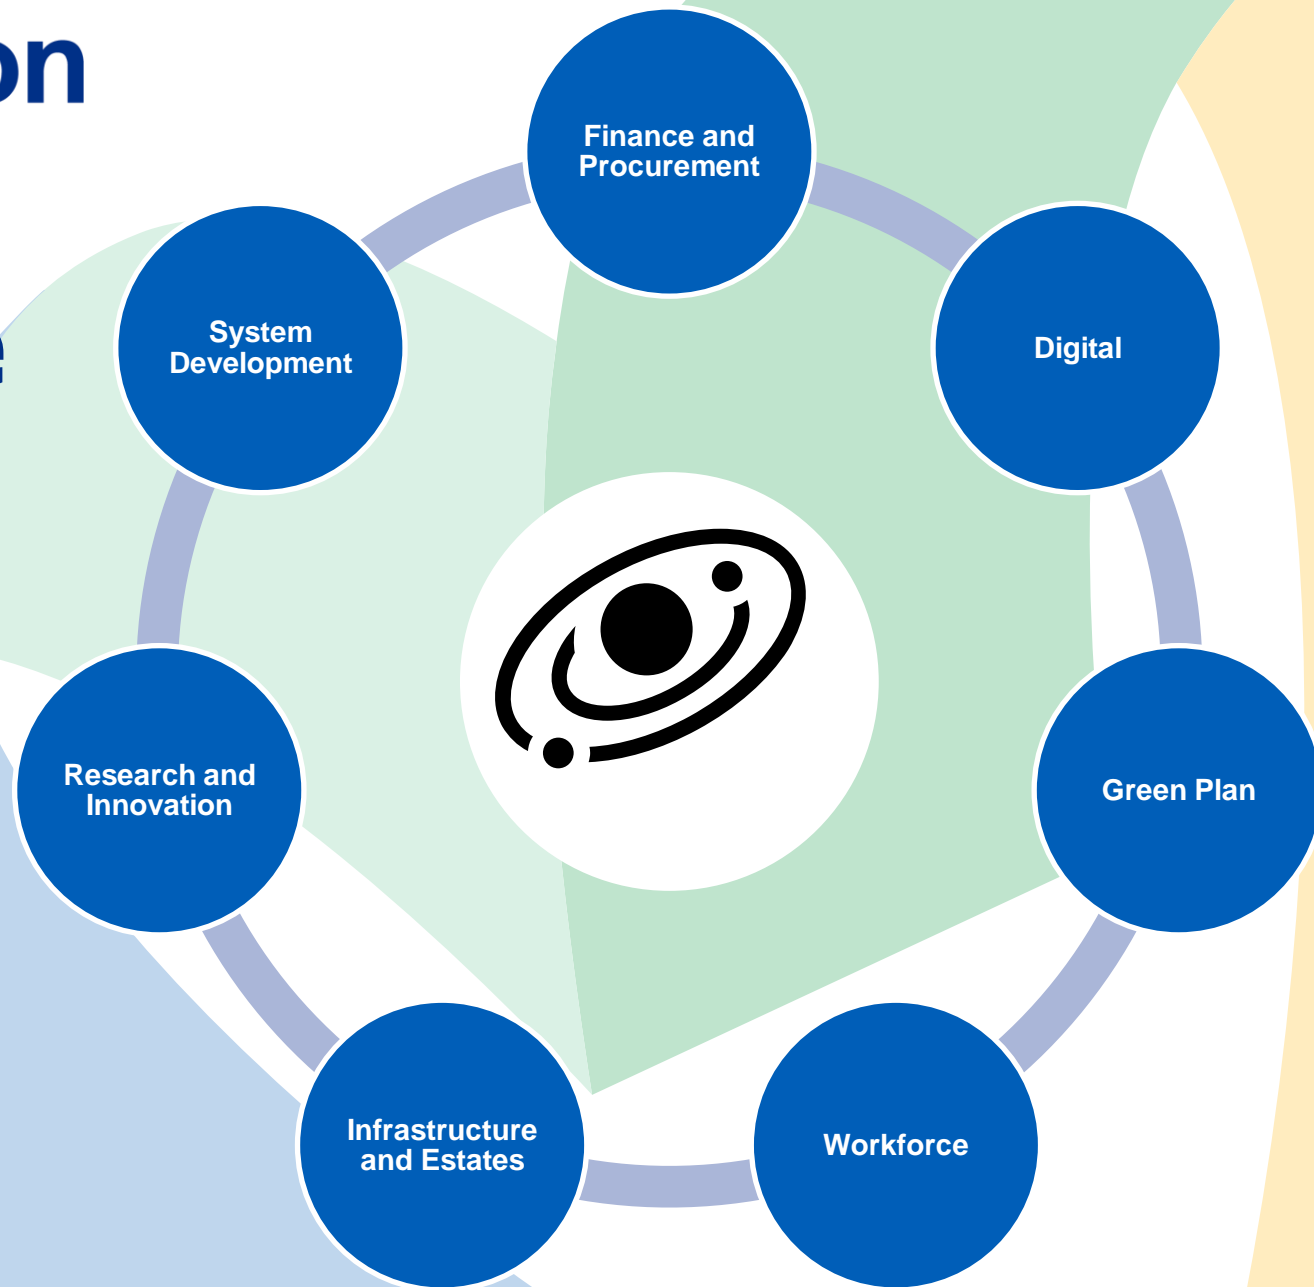 on
e
Finance and
Procurement
System
Development
Digital
Research and
Innovation
Green Plan
Infrastructure
and Estates
Workforce